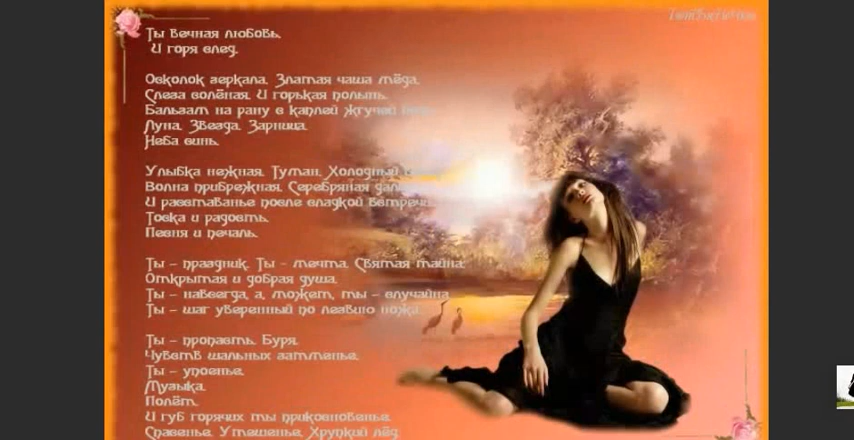 Ты вечная любовь.
И горя след.
Осколок зеркала. Златая чаша мёда.
Слеза солёная. И горькая полынь.
Бальзам на рану с каплей жгучей
Луна. Звезда. Зарница.
Неба синь.
Улыбка нежная. Туман. Холодный
Волна прибрежная. Серебряная
И расставанье после сладкой встречи.
Тоска и радость.
Песня и печаль.
Ты - праздник. Ты - мечта. Святая тайна.
Открытая и добрая душа.
Ты - навсегда, а, может, ты - случайна
Ты - шаг уверенный по лезвию ножа.
Ты - пропасть. Буря.
Чувств шальных затменье.
Ты - упоенье.
Музыка.
Полёт.
И губ горячих ты прикосновенье.
Спасенье. Утешенье. Хрупкий лёд